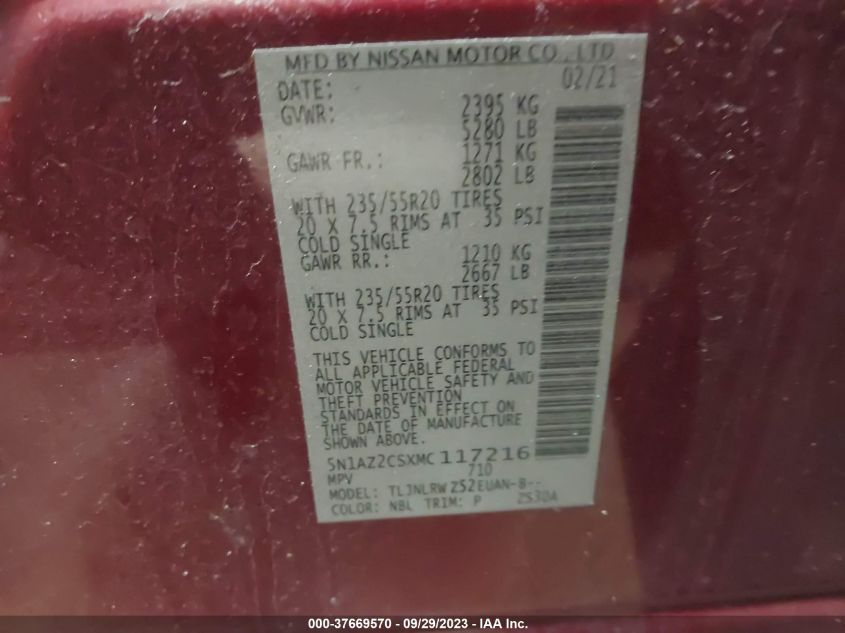 MFD BY NISSAN MOTOR CO., LTD
DATE: 02/21
GVWR: 2395 KG
5280 LB
GAWR FR.: 1271 KG
2802 LB
WITH 235/55R20 TIRES
20 X 7.5 RIMS AT 35 PSI
COLD SINGLE
GAWR RR.: 1210 KG
2667 LB
WITH 235/55R20 TIRES
20 X 7.5 RIMS AT 35 PSI
COLD SINGLE
THIS VEHICLE CONFORMS TO
ALL APPLICABLE FEDERAL
MOTOR VEHICLE SAFETY AND
THEFT PREVENTION
STANDARDS IN EFFECT ON
THE DATE OF MANUFACTURE
SHOWN ABOVE.
5N1AZ2CSXMC117216
MPV 710
MODEL: TLJNLRW Z52EUAN-B--
COLOR: NBL TRIM: P ZS30A
000-37669570 - 09/29/2023 - IAA Inc.